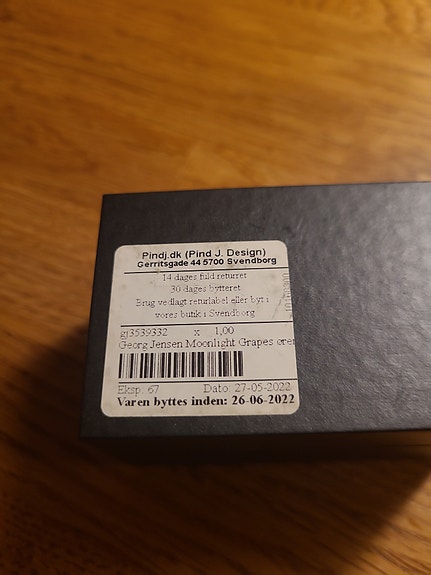 Pindj.dk (Pind J. Design)
Gerritsgade 44 5700 Svendborg
14 dages fuld returret
30 dages bytteret
Brug vedlagt returlabel eller byt i
vores butik i Svendborg
gj3539332 x 1,00
Georg Jensen Moonlight Grapes ører
Eksp: 67 Dato: 27-05-2022
Varen byttes inden: 26-06-2022